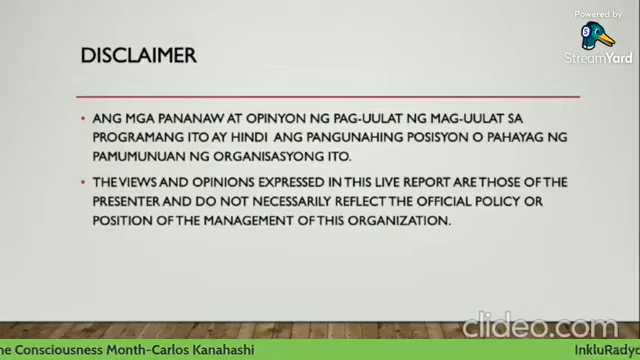 Powered by
StreamYard
DISCLAIMER
• ANG MGA PANANAW AT OPINYON NG PAG-UULAT NG MAG-UULAT SA
PROGRAMANG ITO AY HINDI ANG PANGUNAHING POSISYON O PAHAYAG NG
PAMUMUNUAN NG ORGANISASYONG ITO.
• THE VIEWS AND OPINIONS EXPRESSED IN THIS LIVE REPORT ARE THOSE OF THE
PRESENTER AND DO NOT NECESSARILY REFLECT THE OFFICIAL POLICY OR
POSITION OF THE MANAGEMENT OF THIS ORGANIZATION.
clideo.com
Consciousness Month-Carlos Kanahashi InkluRadyo